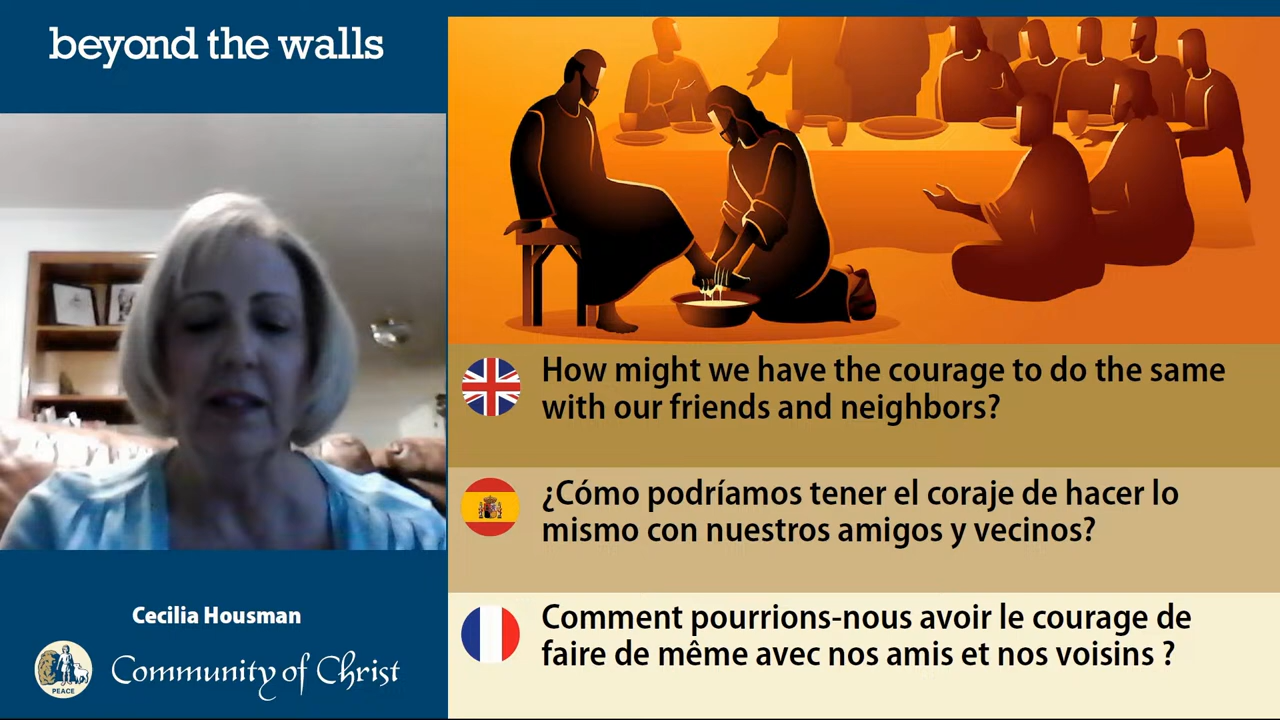 beyond the walls
How might we have the courage to do the same
with our friends and neighbors?
¿Cómo podríamos tener el coraje de hacer lo
mismo con nuestros amigos y vecinos?
Comment pourrions-nous avoir le courage de
faire de même avec nos amis et nos voisins ?
Cecilia Housman
Community of Christ
PEACE